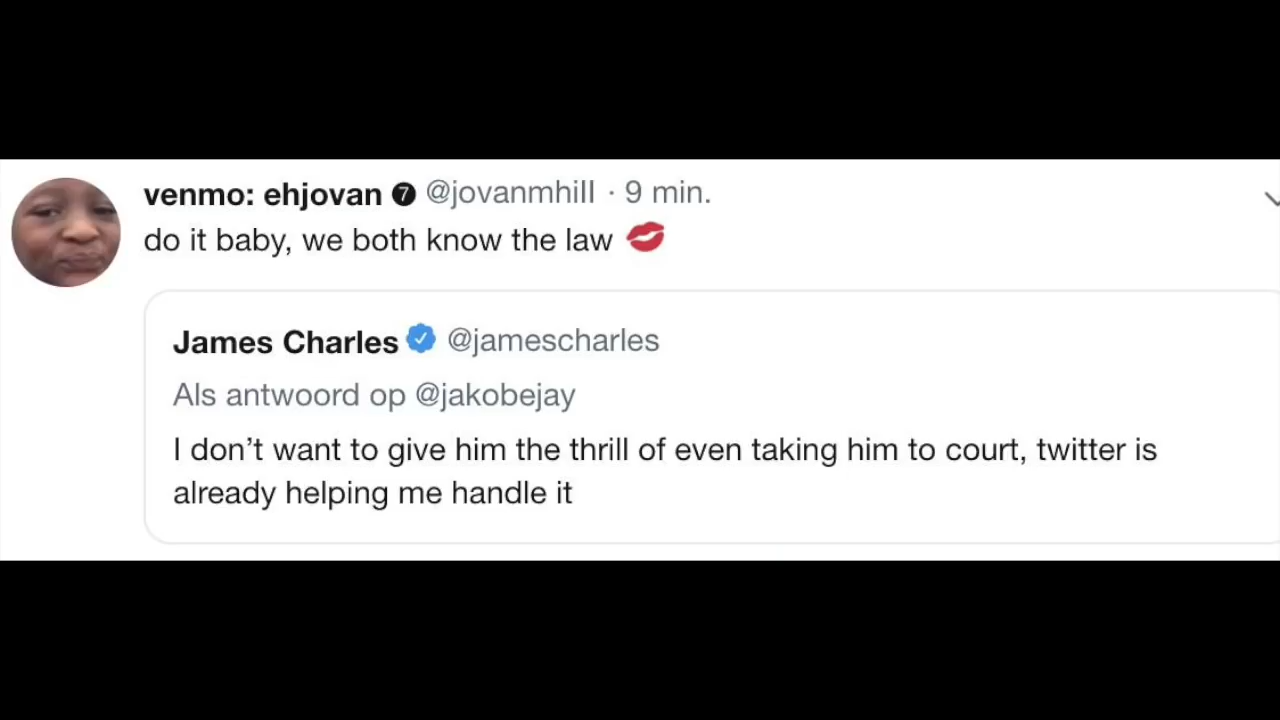 venmo: ehjovan ❼ @jovanmhill · 9 min.
do it baby, we both know the law 💋
James Charles @jamescharles
Als antwoord op @jakobejay
I don’t want to give him the thrill of even taking him to court, twitter is
already helping me handle it